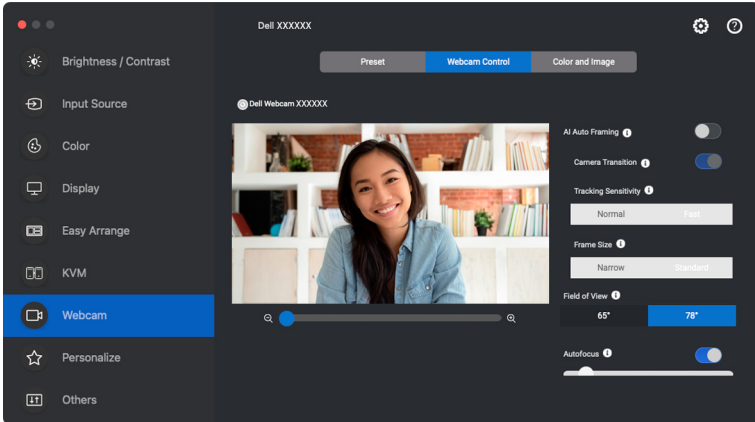 Dell XXXXXX
Brightness / Contrast
Input Source
Color
Display
Easy Arrange
KVM
Webcam
Personalize
Others
Preset
Webcam Control
Color and Image
Dell Webcam XXXXXX
AI Auto Framing
Camera Transition
Tracking Sensitivity
Normal
Fast
Frame Size
Narrow
Standard
Field of View
65°
78°
Autofocus